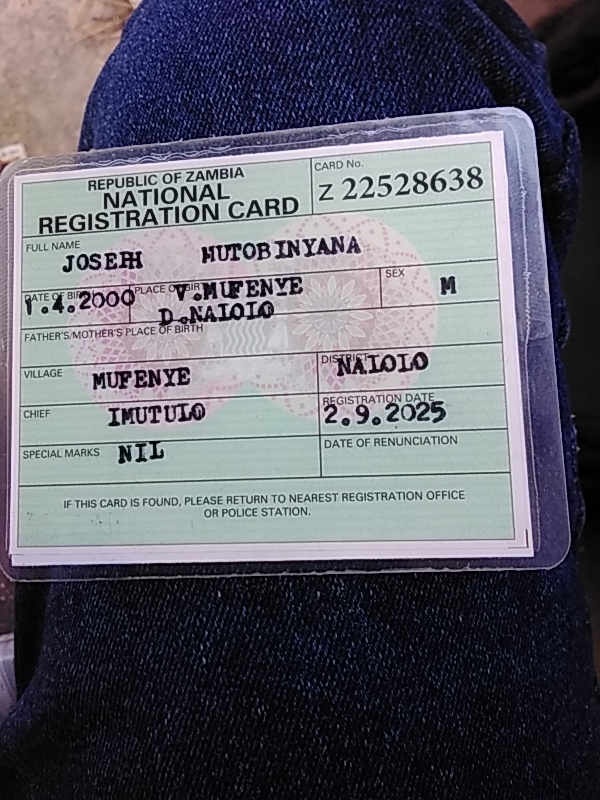 REPUBLIC OF ZAMBIA
NATIONAL
REGISTRATION CARD
CARD No.
Z 22528638
FULL NAME
JOSEPH MUTOBINYANA
DATE OF BIRTH
1.4.2000
PLACE OF BIRTH
V.MUFENYE
D.NALOLO
SEX
M
FATHER'S/MOTHER'S PLACE OF BIRTH
VILLAGE MUFENYE
DISTRICT NALOLO
CHIEF IMUTULO
REGISTRATION DATE
2.9.2025
SPECIAL MARKS NIL
DATE OF RENUNCIATION
IF THIS CARD IS FOUND, PLEASE RETURN TO NEAREST REGISTRATION OFFICE
OR POLICE STATION.